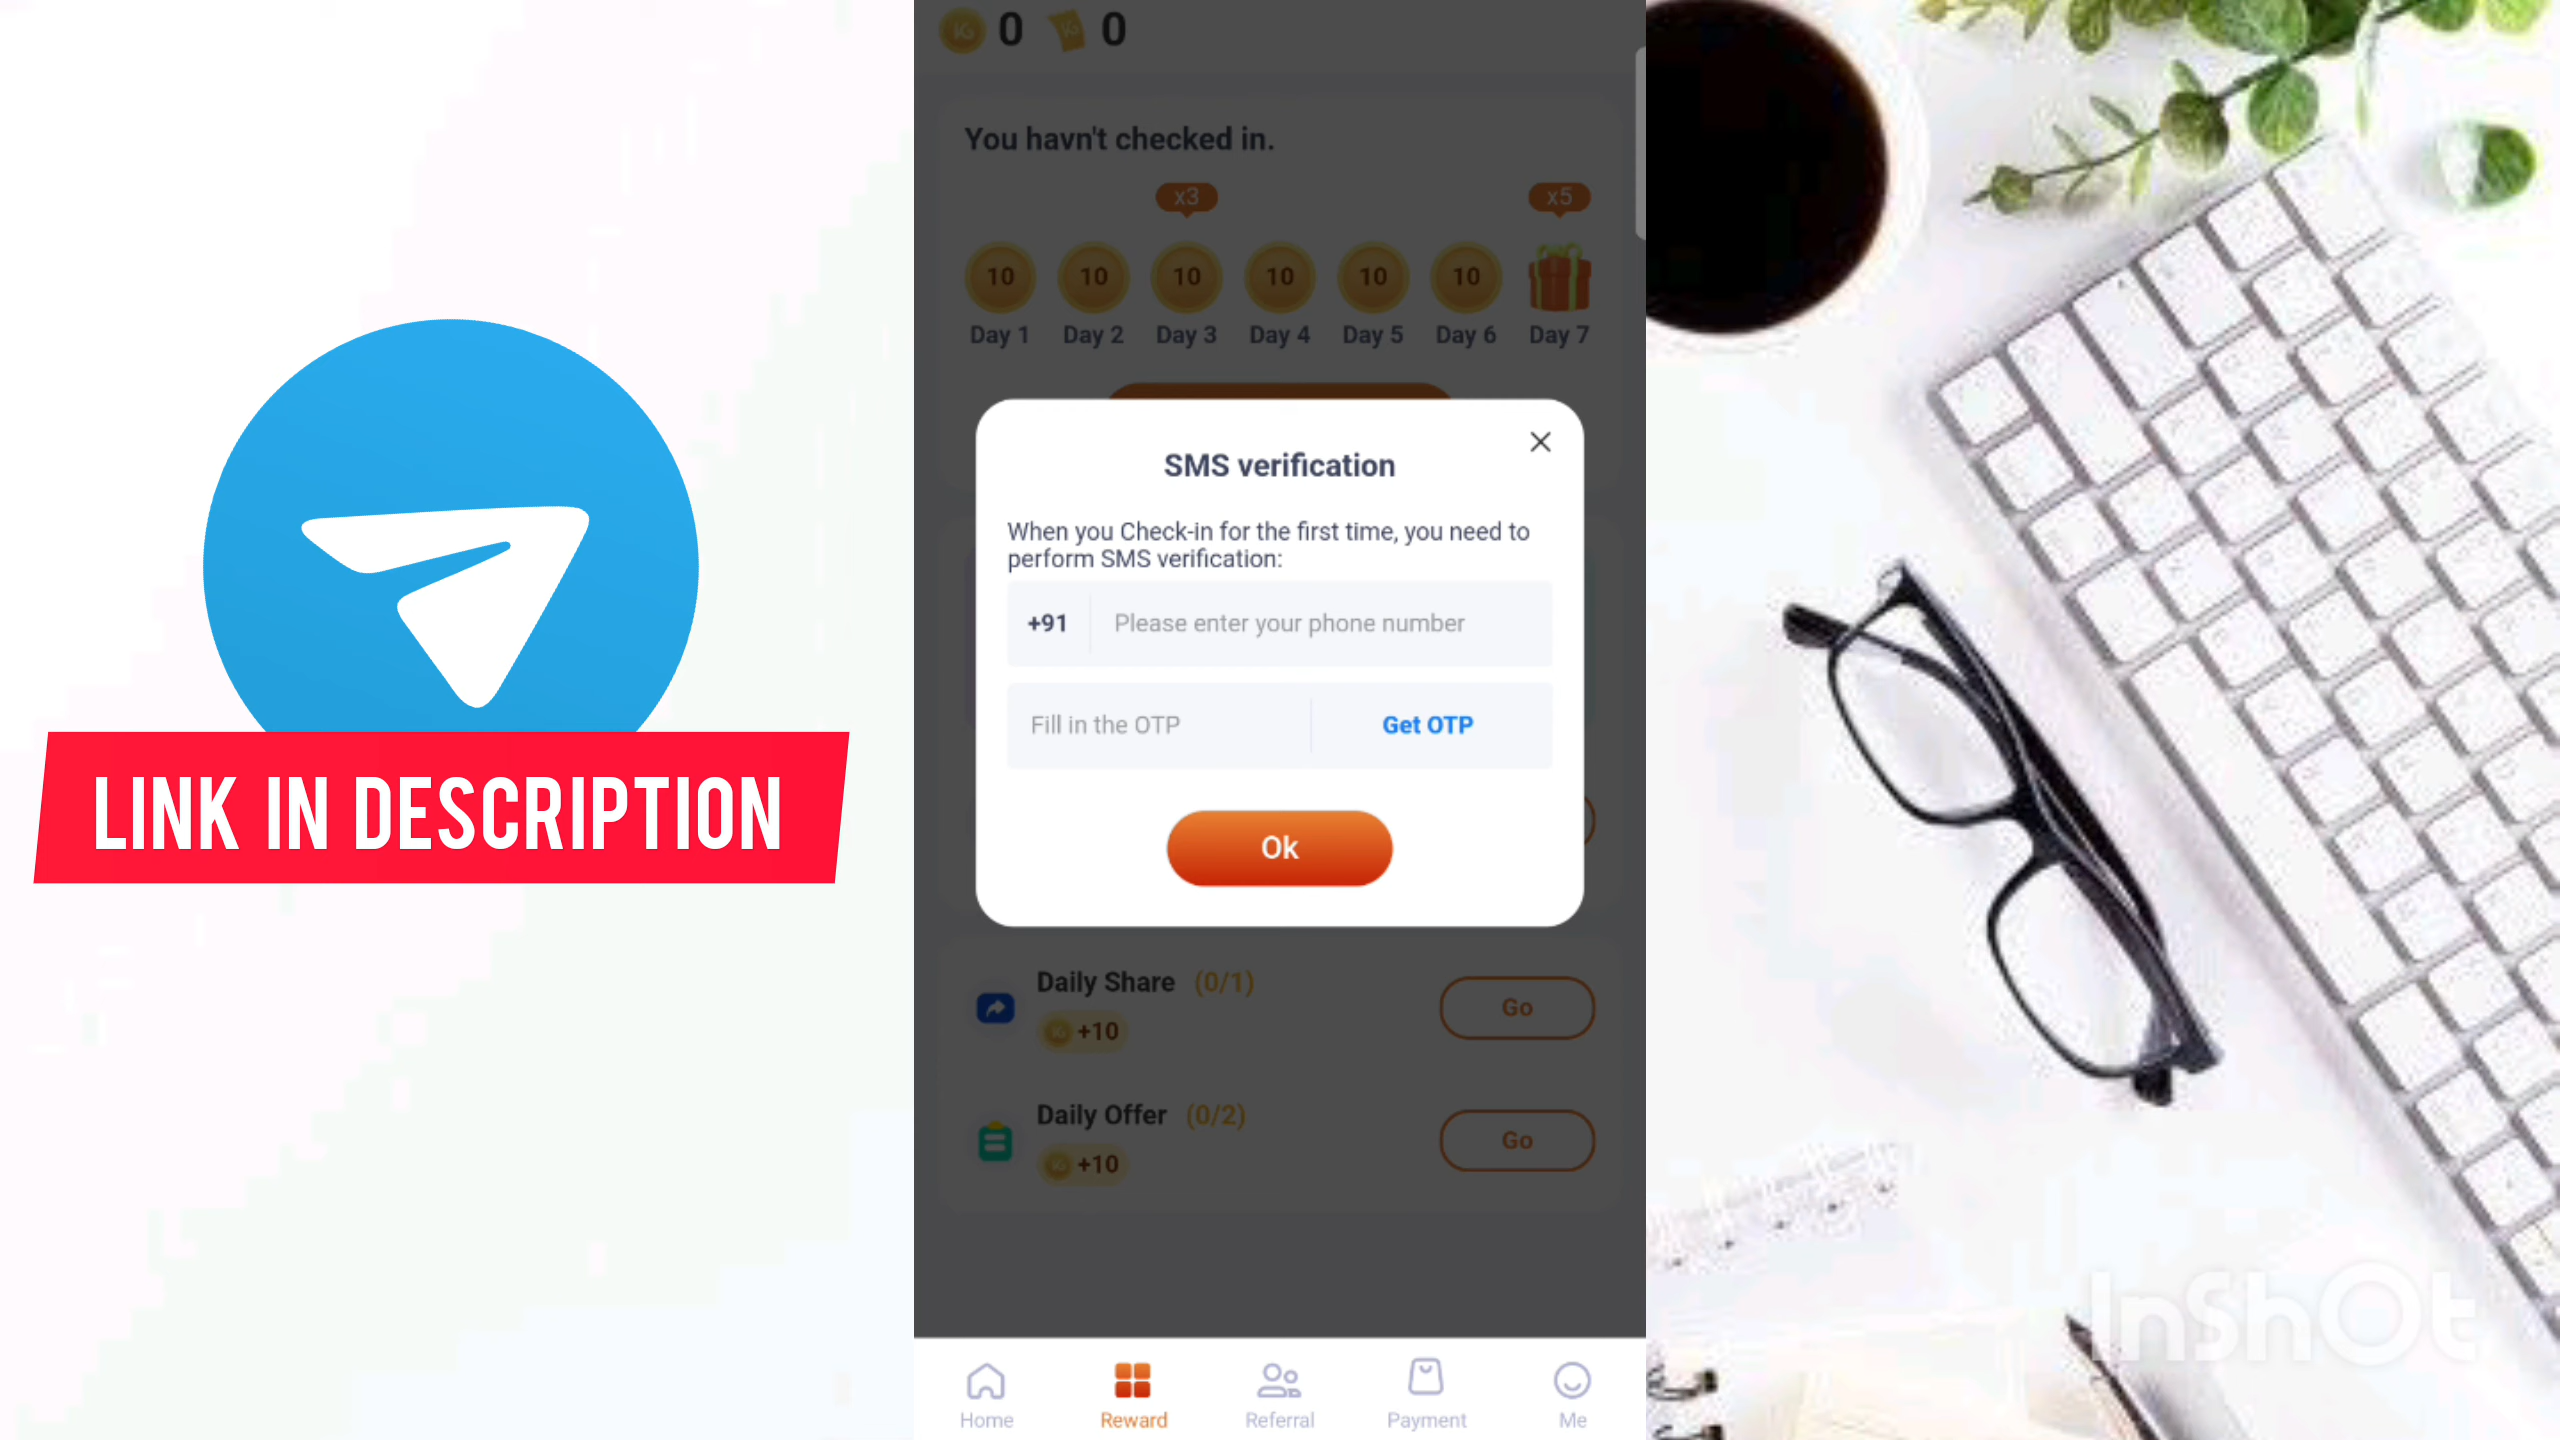 0 0
You havn't checked in.
x3 x5
10 10 10 10 10 10
Day 1 Day 2 Day 3 Day 4 Day 5 Day 6 Day 7
SMS verification
When you Check-in for the first time, you need to
perform SMS verification:
+91 Please enter your phone number
Fill in the OTP Get OTP
Ok
LINK IN DESCRIPTION
Daily Share (0/1)
+10
Go
Daily Offer (0/2)
+10
Go
Home Reward Referral Payment Me
InShOt